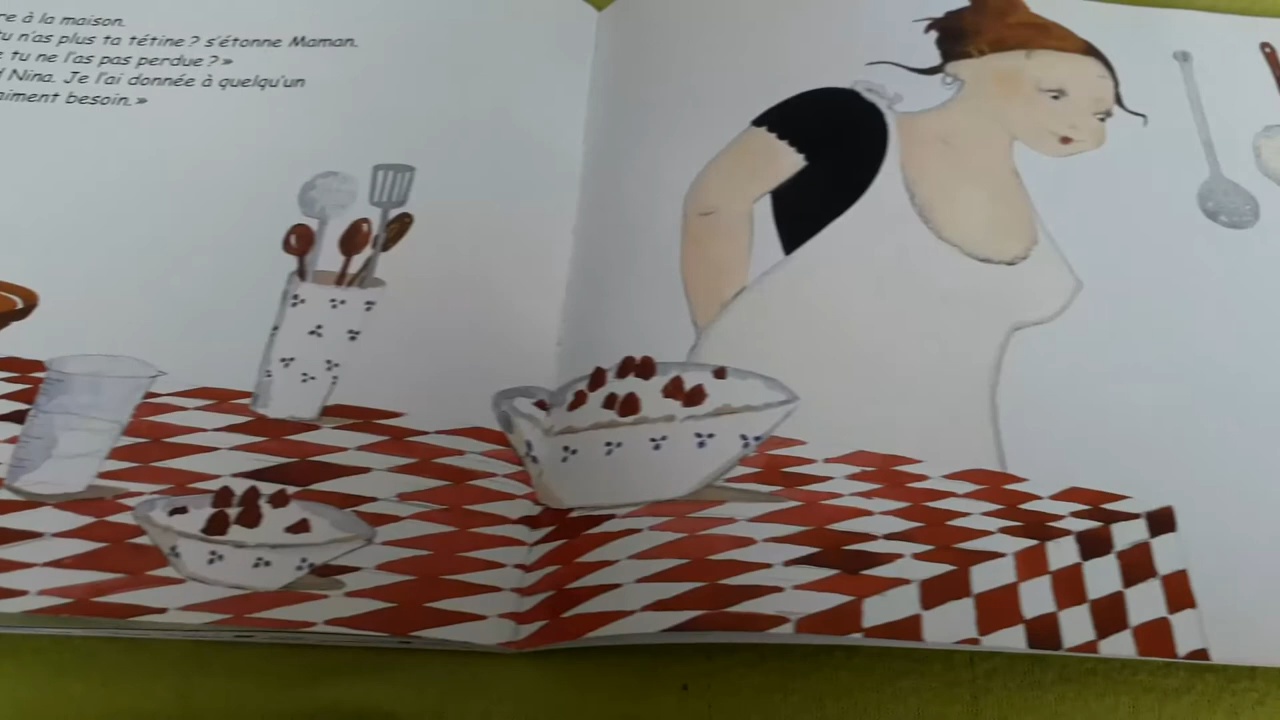 re à la maison.
tu n'as plus ta tétine ? s'étonne Maman.
e tu ne l'as pas perdue ? »
d Nina. Je l'ai donnée à quelqu'un
aiment besoin. »